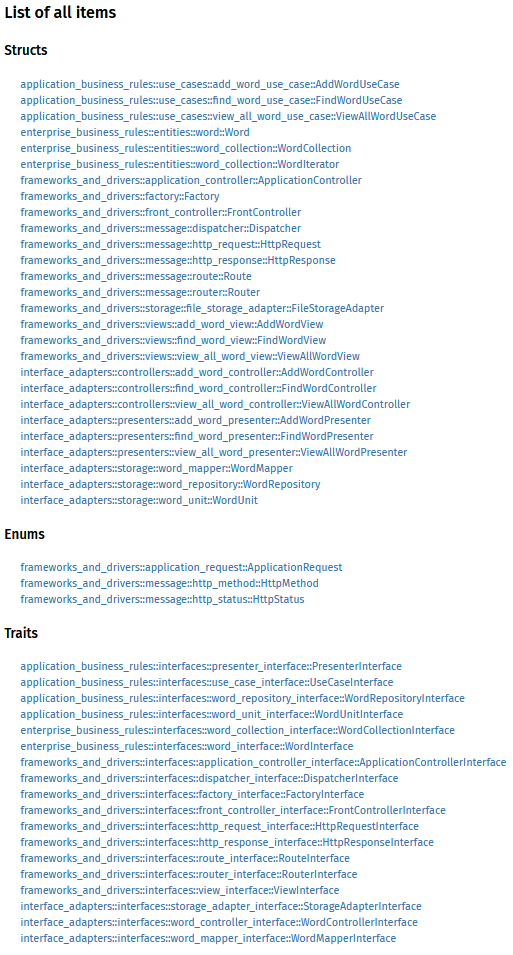 List of all items
Structs
application_business_rules::use_cases::add_word_use_case::AddWordUseCase
application_business_rules::use_cases::find_word_use_case::FindWordUseCase
application_business_rules::use_cases::view_all_word_use_case::ViewAllWordUseCase
enterprise_business_rules::entities::word::Word
enterprise_business_rules::entities::word_collection::WordCollection
enterprise_business_rules::entities::word_collection::WordIterator
frameworks_and_drivers::application_controller::ApplicationController
frameworks_and_drivers::factory::Factory
frameworks_and_drivers::front_controller::FrontController
frameworks_and_drivers::message::dispatcher::Dispatcher
frameworks_and_drivers::message::http_request::HttpRequest
frameworks_and_drivers::message::http_response::HttpResponse
frameworks_and_drivers::message::route::Route
frameworks_and_drivers::message::router::Router
frameworks_and_drivers::storage::file_storage_adapter::FileStorageAdapter
frameworks_and_drivers::views::add_word_view::AddWordView
frameworks_and_drivers::views::find_word_view::FindWordView
frameworks_and_drivers::views::view_all_word_view::ViewAllWordView
interface_adapters::controllers::add_word_controller::AddWordController
interface_adapters::controllers::find_word_controller::FindWordController
interface_adapters::controllers::view_all_word_controller::ViewAllWordController
interface_adapters::presenters::add_word_presenter::AddWordPresenter
interface_adapters::presenters::find_word_presenter::FindWordPresenter
interface_adapters::presenters::view_all_word_presenter::ViewAllWordPresenter
interface_adapters::storage::word_mapper::WordMapper
interface_adapters::storage::word_repository::WordRepository
interface_adapters::storage::word_unit::WordUnit
Enums
frameworks_and_drivers::application_request::ApplicationRequest
frameworks_and_drivers::message::http_method::HttpMethod
frameworks_and_drivers::message::http_status::HttpStatus
Traits
application_business_rules::interfaces::presenter_interface::PresenterInterface
application_business_rules::interfaces::use_case_interface::UseCaseInterface
application_business_rules::interfaces::word_repository_interface::WordRepositoryInterface
application_business_rules::interfaces::word_unit_interface::WordUnitInterface
enterprise_business_rules::interfaces::word_collection_interface::WordCollectionInterface
enterprise_business_rules::interfaces::word_interface::WordInterface
frameworks_and_drivers::interfaces::application_controller_interface::ApplicationControllerInterface
frameworks_and_drivers::interfaces::dispatcher_interface::DispatcherInterface
frameworks_and_drivers::interfaces::factory_interface::FactoryInterface
frameworks_and_drivers::interfaces::front_controller_interface::FrontControllerInterface
frameworks_and_drivers::interfaces::http_request_interface::HttpRequestInterface
frameworks_and_drivers::interfaces::http_response_interface::HttpResponseInterface
frameworks_and_drivers::interfaces::route_interface::RouteInterface
frameworks_and_drivers::interfaces::router_interface::RouterInterface
frameworks_and_drivers::interfaces::view_interface::ViewInterface
interface_adapters::interfaces::storage_adapter_interface::StorageAdapterInterface
interface_adapters::interfaces::word_controller_interface::WordControllerInterface
interface_adapters::interfaces::word_mapper_interface::WordMapperInterface